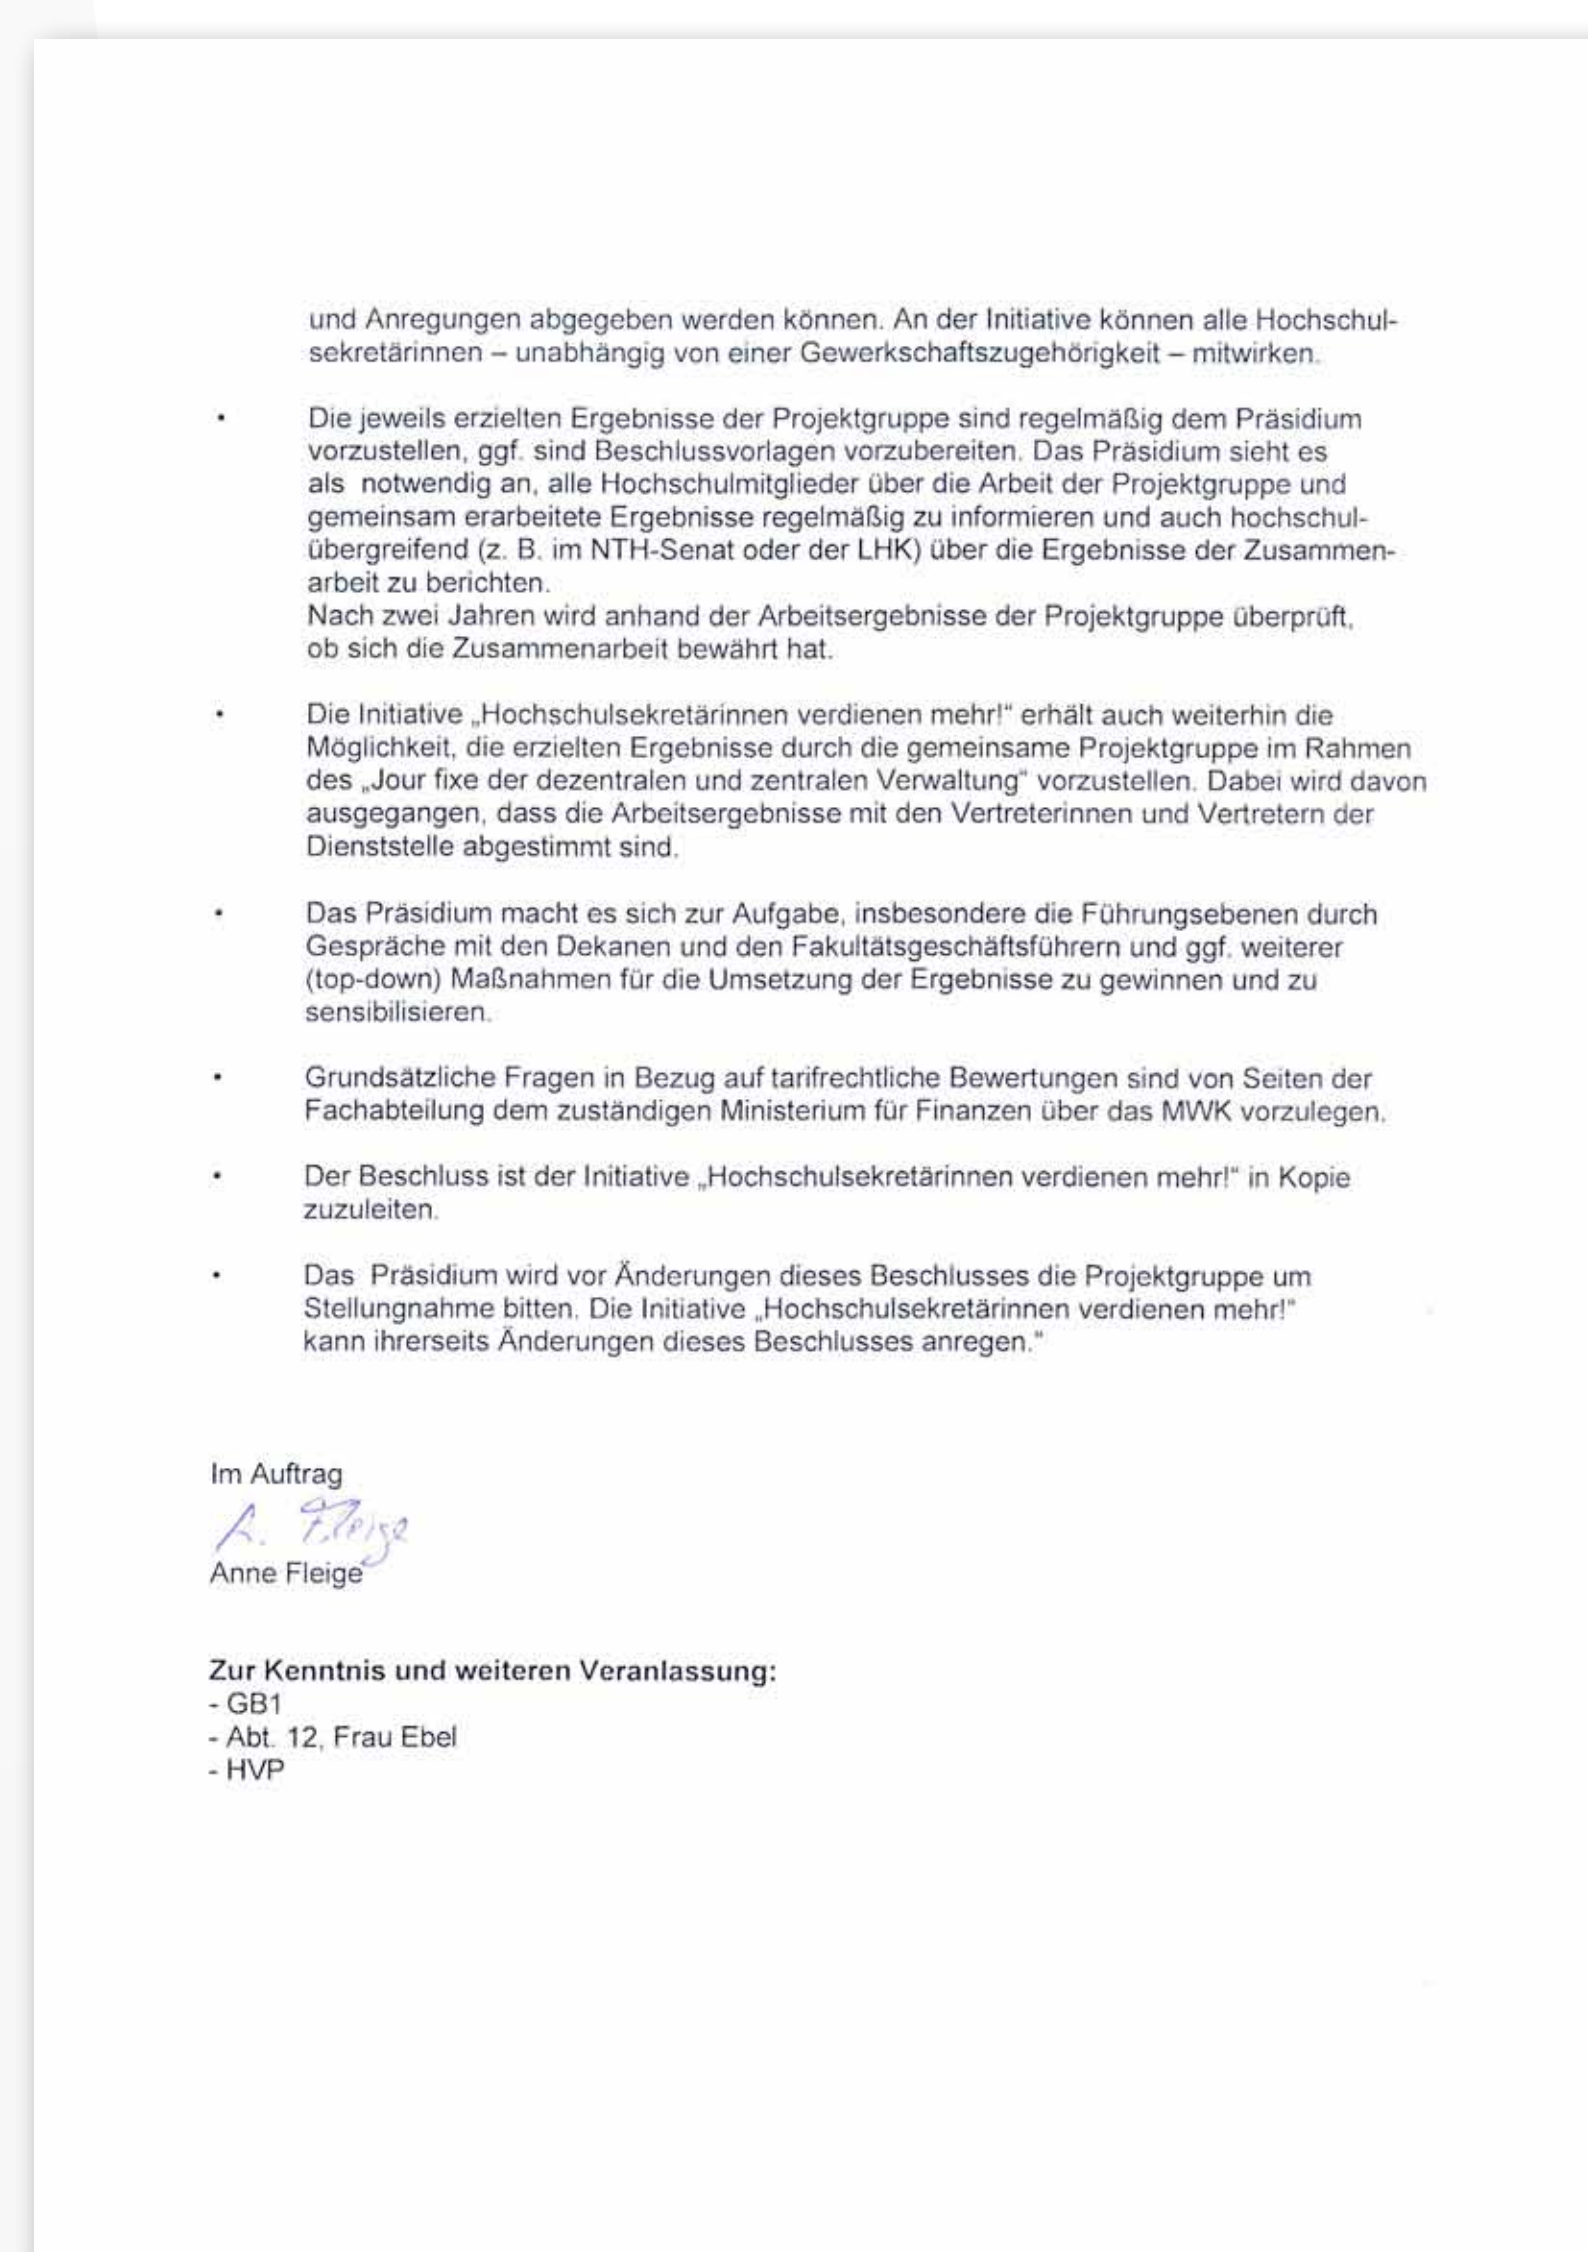 und Anregungen abgegeben werden können. An der Initiative können alle Hochschul-
sekretärinnen – unabhängig von einer Gewerkschaftszugehörigkeit – mitwirken.
• Die jeweils erzielten Ergebnisse der Projektgruppe sind regelmäßig dem Präsidium
vorzustellen, ggf. sind Beschlussvorlagen vorzubereiten. Das Präsidium sieht es
als notwendig an, alle Hochschulmitglieder über die Arbeit der Projektgruppe und
gemeinsam erarbeitete Ergebnisse regelmäßig zu informieren und auch hochschul-
übergreifend (z. B. im NTH-Senat oder der LHK) über die Ergebnisse der Zusammen-
arbeit zu berichten.
Nach zwei Jahren wird anhand der Arbeitsergebnisse der Projektgruppe überprüft,
ob sich die Zusammenarbeit bewährt hat.
• Die Initiative „Hochschulsekretärinnen verdienen mehr!“ erhält auch weiterhin die
Möglichkeit, die erzielten Ergebnisse durch die gemeinsame Projektgruppe im Rahmen
des „Jour fixe der dezentralen und zentralen Verwaltung“ vorzustellen. Dabei wird davon
ausgegangen, dass die Arbeitsergebnisse mit den Vertreterinnen und Vertretern der
Dienststelle abgestimmt sind.
• Das Präsidium macht es sich zur Aufgabe, insbesondere die Führungsebenen durch
Gespräche mit den Dekanen und den Fakultätsgeschäftsführern und ggf. weiterer
(top-down) Maßnahmen für die Umsetzung der Ergebnisse zu gewinnen und zu
sensibilisieren.
• Grundsätzliche Fragen in Bezug auf tarifrechtliche Bewertungen sind von Seiten der
Fachabteilung dem zuständigen Ministerium für Finanzen über das MWK vorzulegen.
• Der Beschluss ist der Initiative „Hochschulsekretärinnen verdienen mehr!“ in Kopie
zuzuleiten.
• Das Präsidium wird vor Änderungen dieses Beschlusses die Projektgruppe um
Stellungnahme bitten. Die Initiative „Hochschulsekretärinnen verdienen mehr!“
kann ihrerseits Änderungen dieses Beschlusses anregen.“
Im Auftrag
A. Fleige
Anne Fleige
Zur Kenntnis und weiteren Veranlassung:
- GB1
- Abt. 12, Frau Ebel
- HVP